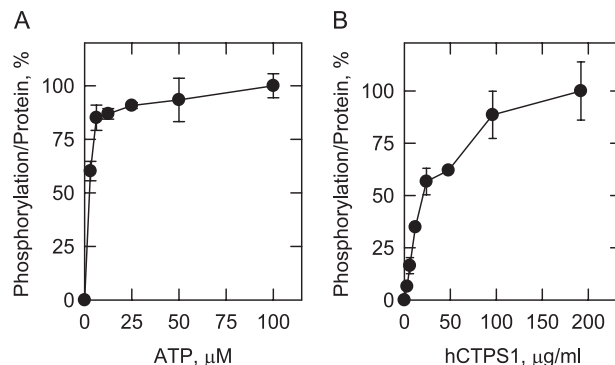 A
Phosphorylation/Protein, %
100
75
50
25
0
0 25 50 75 100
ATP, μM
B
Phosphorylation/Protein, %
100
75
50
25
0
0 50 100 150 200
hCTPS1, μg/ml